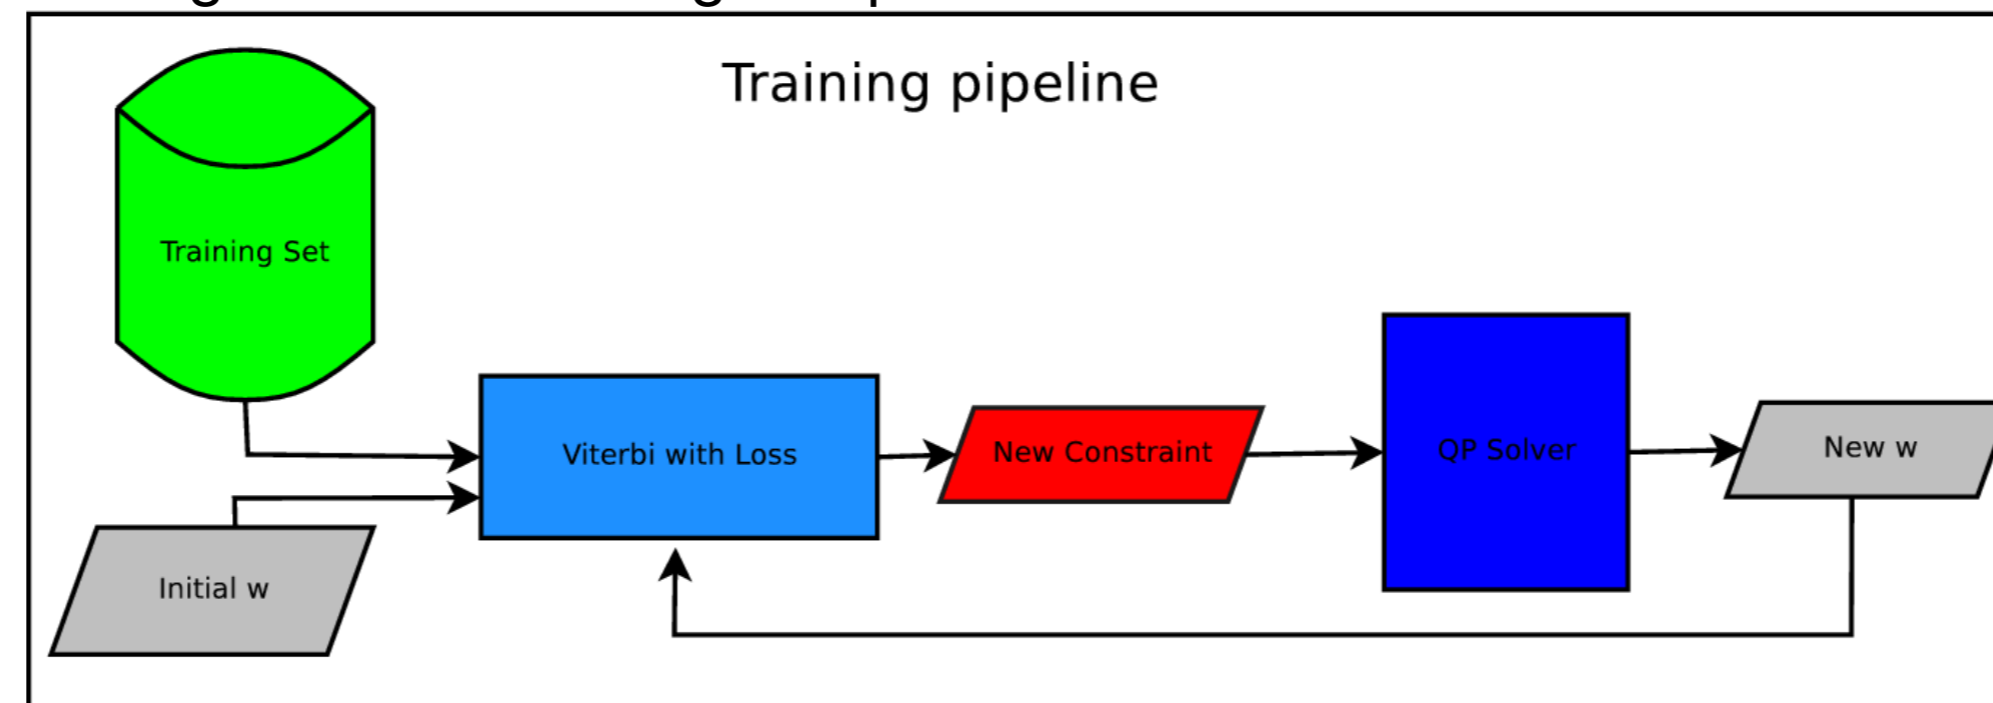 Training pipeline
Training Set
Viterbi with Loss
New Constraint
QP Solver
New w
Initial w